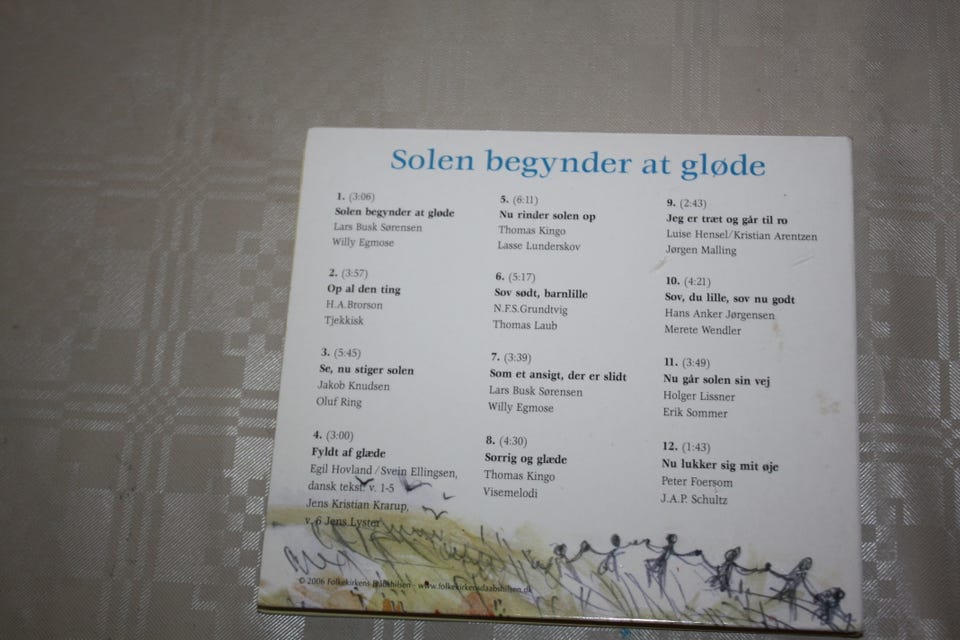 Solen begynder at gløde
1. (3:06)
Solen begynder at gløde
Lars Busk Sørensen
Willy Egmose
2. (3:57)
Op al den ting
H.A.Brorson
Tjekkisk
3. (5:45)
Se, nu stiger solen
Jakob Knudsen
Oluf Ring
4. (3:00)
Fyldt af glæde
Egil Hovland / Svein Ellingsen,
dansk tekst: v. 1-5
Jens Kristian Krarup,
v. 6 Jens Lyster
5. (6:11)
Nu rinder solen op
Thomas Kingo
Lasse Lunderskov
6. (5:17)
Sov sødt, barnlille
N.F.S.Grundtvig
Thomas Laub
7. (3:39)
Som et ansigt, der er slidt
Lars Busk Sørensen
Willy Egmose
8. (4:30)
Sorrig og glæde
Thomas Kingo
Visemelodi
9. (2:43)
Jeg er træt og går til ro
Luise Hensel/Kristian Arentzen
Jørgen Malling
10. (4:21)
Sov, du lille, sov nu godt
Hans Anker Jørgensen
Merete Wendler
11. (3:49)
Nu går solen sin vej
Holger Lissner
Erik Sommer
12. (1:43)
Nu lukker sig mit øje
Peter Foersom
J.A.P. Schultz
© 2006 Folkekirkens Dåbshilsen - www.folkekirkensdaabshilsen.dk